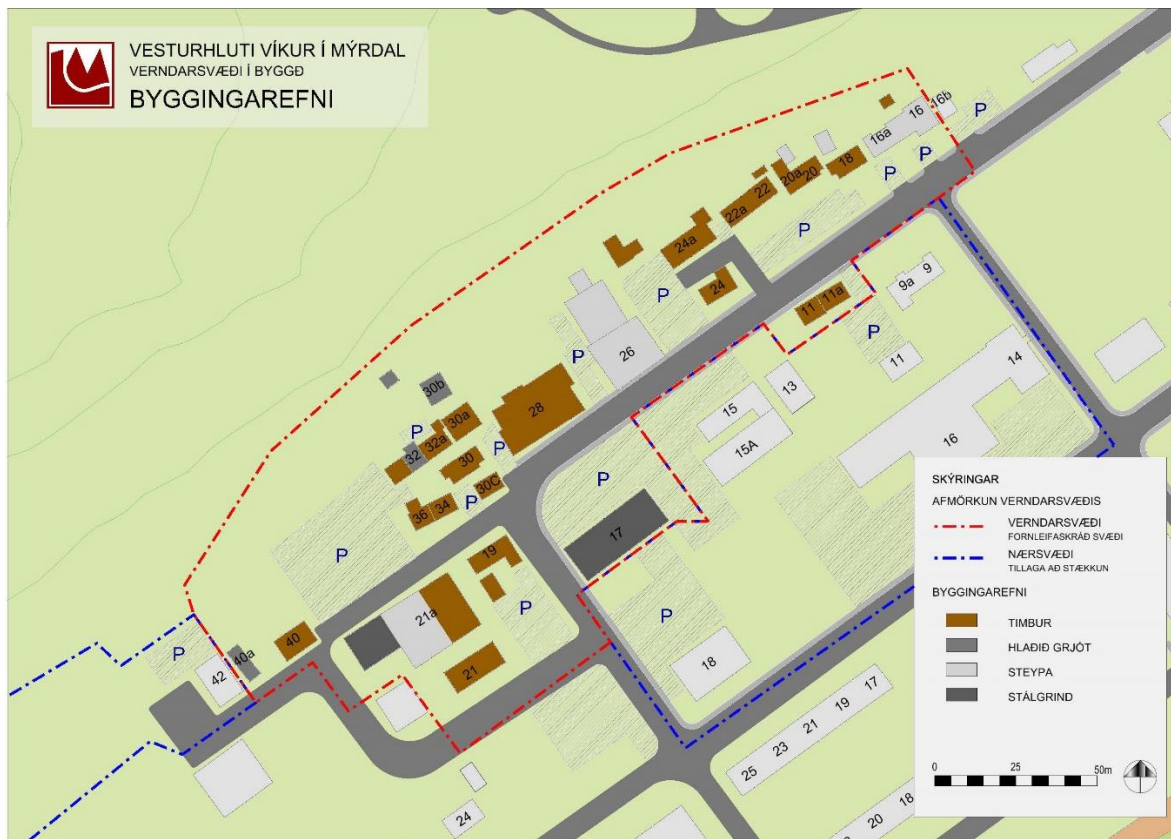 VESTURHLUTI VÍKUR Í MÝRDAL
VERNDARSVÆÐI Í BYGGÐ
BYGGINGAREFNI
16b
16
P
16a
P
18
P
20
20a
22
22a
P
24a
9
9a
24
P
11a
11
P
P
26
11
14
13
28
15
15A
16
30b
30a
P
32a
32
P
30
30C
P
34
36
P
P
17
19
21a
P
P
40
21
40a
P
42
18
17
19
21
23
25
18
20
24
SKÝRINGAR
AFMÖRKUN VERNDARSVÆÐIS
VERNDARSVÆÐI
FORNLEIFASKRÁÐ SVÆÐI
NÆRSVÆÐI
TILLAGA AÐ STÆKKUN
BYGGINGAREFNI
TIMBUR
HLAÐIÐ GRJÓT
STEYPA
STÁLGRIND
0 25 50m